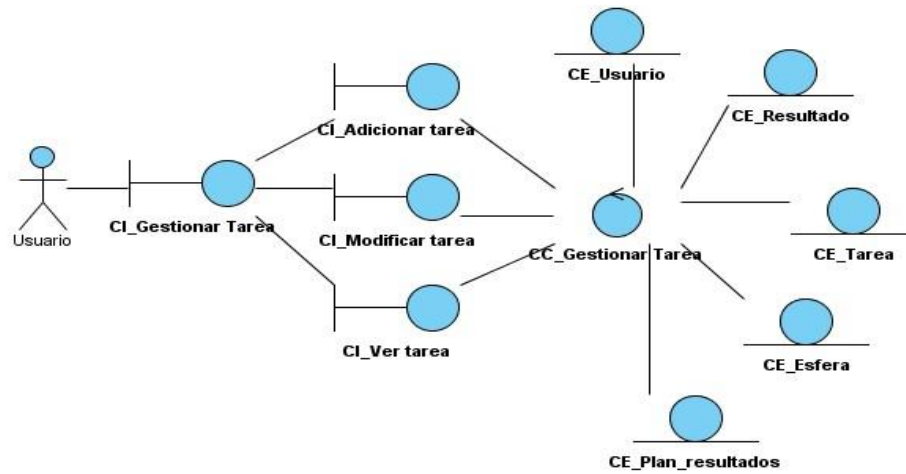 CE_Usuario
CE_Resultado
CI_Adicionar tarea
Usuario
CI_Gestionar Tarea
CI_Modificar tarea
CC_Gestionar Tarea
CE_Tarea
CI_Ver tarea
CE_Esfera
CE_Plan_resultados